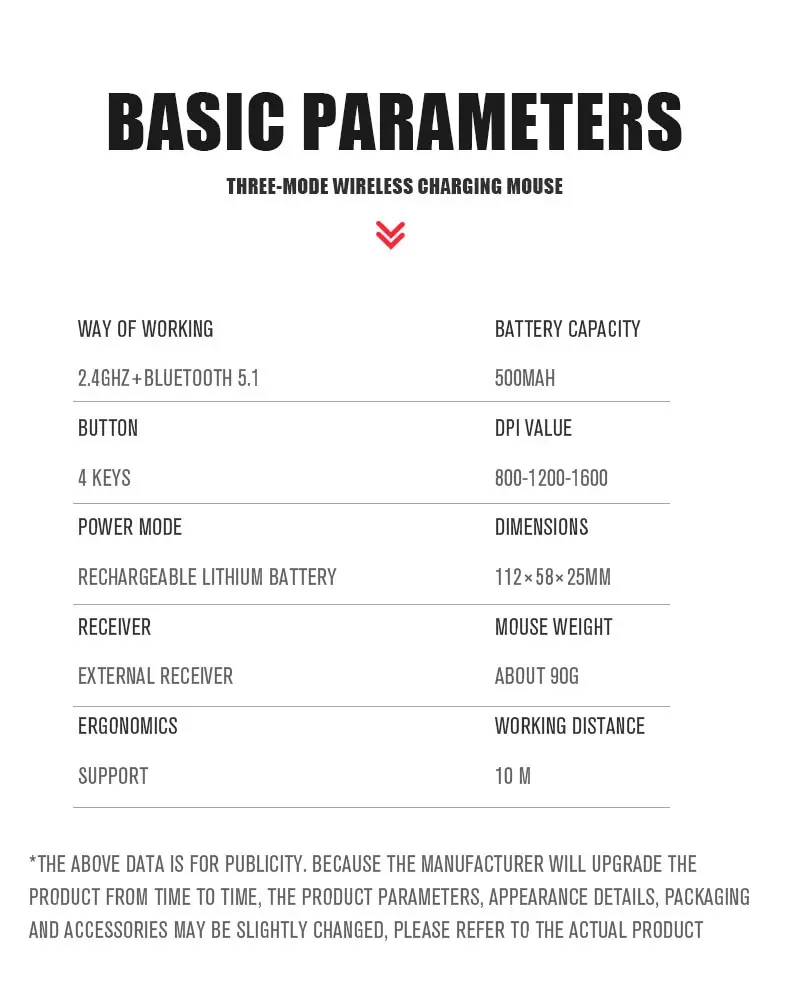 BASIC PARAMETERS
THREE-MODE WIRELESS CHARGING MOUSE
WAY OF WORKING
BATTERY CAPACITY
2.4GHZ+BLUETOOTH 5.1
500MAH
BUTTON
DPI VALUE
4 KEYS
800-1200-1600
POWER MODE
DIMENSIONS
RECHARGEABLE LITHIUM BATTERY
112×58×25MM
RECEIVER
MOUSE WEIGHT
EXTERNAL RECEIVER
ABOUT 90G
ERGONOMICS
WORKING DISTANCE
SUPPORT
10 M
*THE ABOVE DATA IS FOR PUBLICITY. BECAUSE THE MANUFACTURER WILL UPGRADE THE
PRODUCT FROM TIME TO TIME, THE PRODUCT PARAMETERS, APPEARANCE DETAILS, PACKAGING
AND ACCESSORIES MAY BE SLIGHTLY CHANGED, PLEASE REFER TO THE ACTUAL PRODUCT